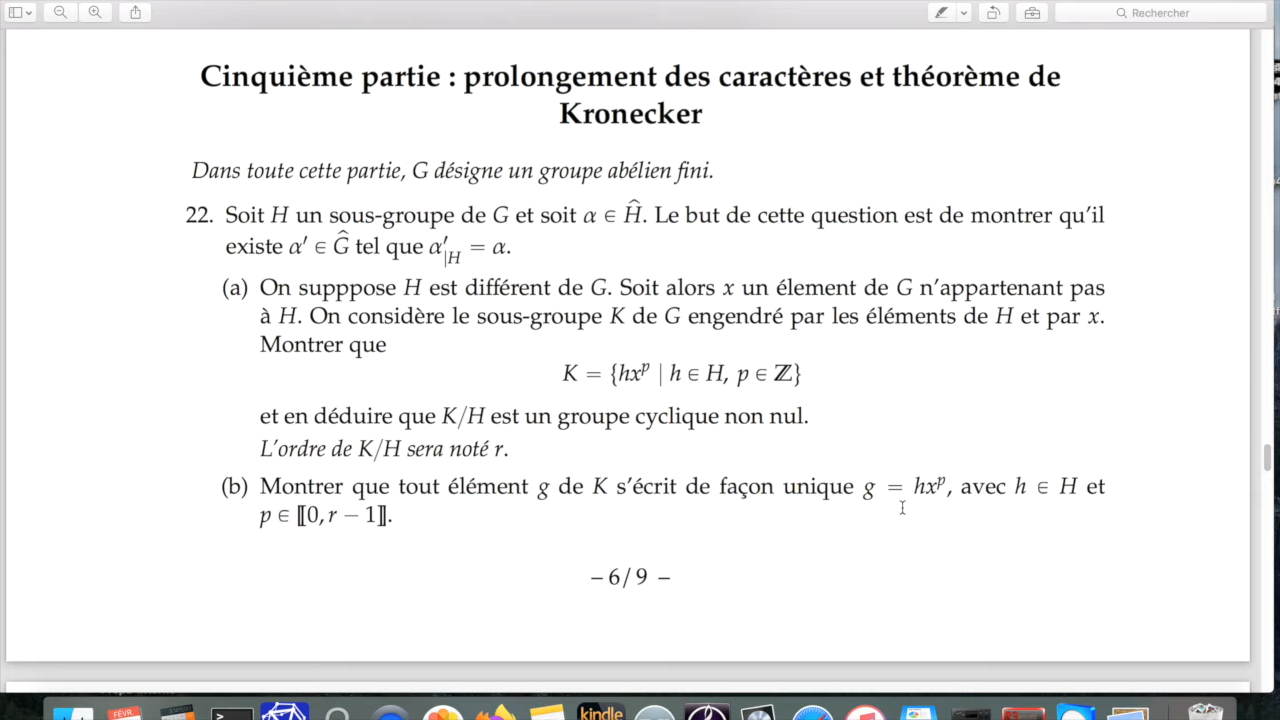 Rechercher
Cinquième partie : prolongement des caractères et théorème de
Kronecker
Dans toute cette partie, G désigne un groupe abélien fini.
22. Soit H un sous-groupe de G et soit α ∈ Ĥ. Le but de cette question est de montrer qu'il
existe α′ ∈ Ĝ tel que α′|H = α.
(a) On supppose H est différent de G. Soit alors x un élement de G n'appartenant pas
à H. On considère le sous-groupe K de G engendré par les éléments de H et par x.
Montrer que
K = {hxᵖ | h ∈ H, p ∈ ℤ}
et en déduire que K/H est un groupe cyclique non nul.
L'ordre de K/H sera noté r.
(b) Montrer que tout élément g de K s'écrit de façon unique g = hxᵖ, avec h ∈ H et
p ∈ ⟦0, r − 1⟧.
– 6/9 –
FÉVR.
kindle